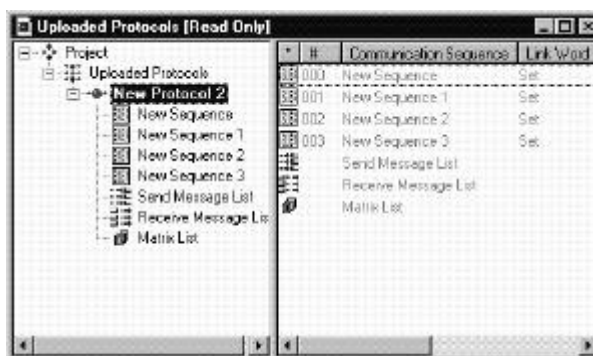 Uploaded Protocols [Read Only]
Project
Uploaded Protocols
New Protocol 2
New Sequence
New Sequence 1
New Sequence 2
New Sequence 3
Send Message List
Receive Message Lis
Matrix List
* # Communication Sequence Link Word
000 New Sequence Set
001 New Sequence 1 Set
002 New Sequence 2 Set
003 New Sequence 3 Set
Send Message List
Receive Message List
Matrix List